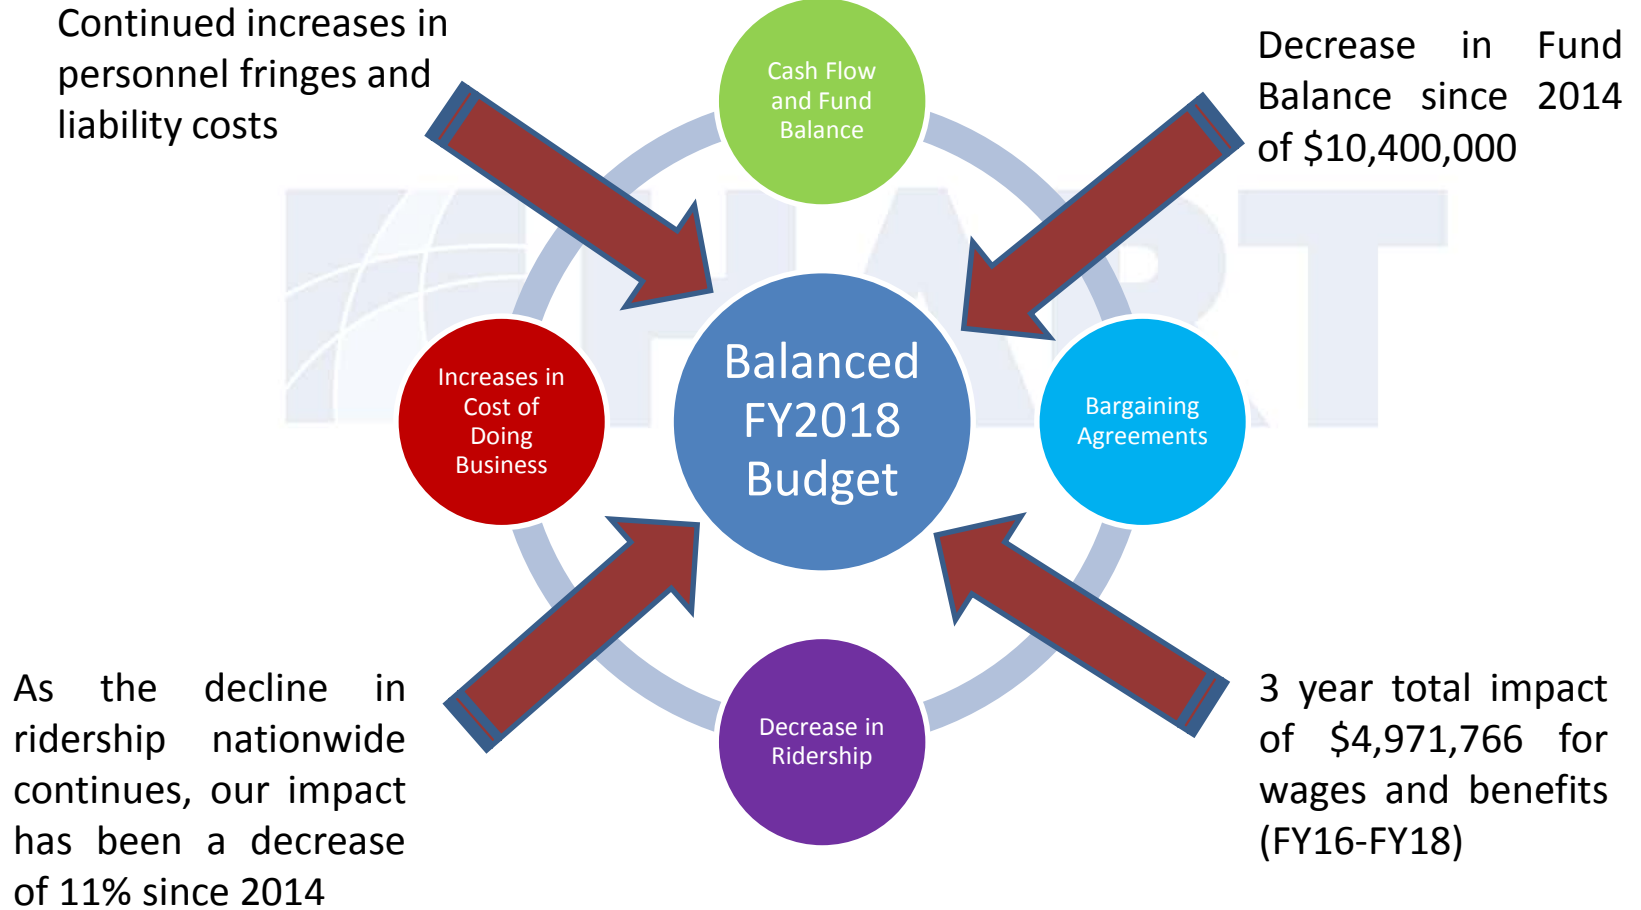 Continued increases in
personnel fringes and
liability costs
Cash Flow
and Fund
Balance
Decrease in Fund
Balance since 2014
of $10,400,000
HART
Increases in
Cost of
Doing
Business
Balanced
FY2018
Budget
Bargaining
Agreements
As the decline in
ridership nationwide
continues, our impact
has been a decrease
of 11% since 2014
Decrease in
Ridership
3 year total impact
of $4,971,766 for
wages and benefits
(FY16-FY18)